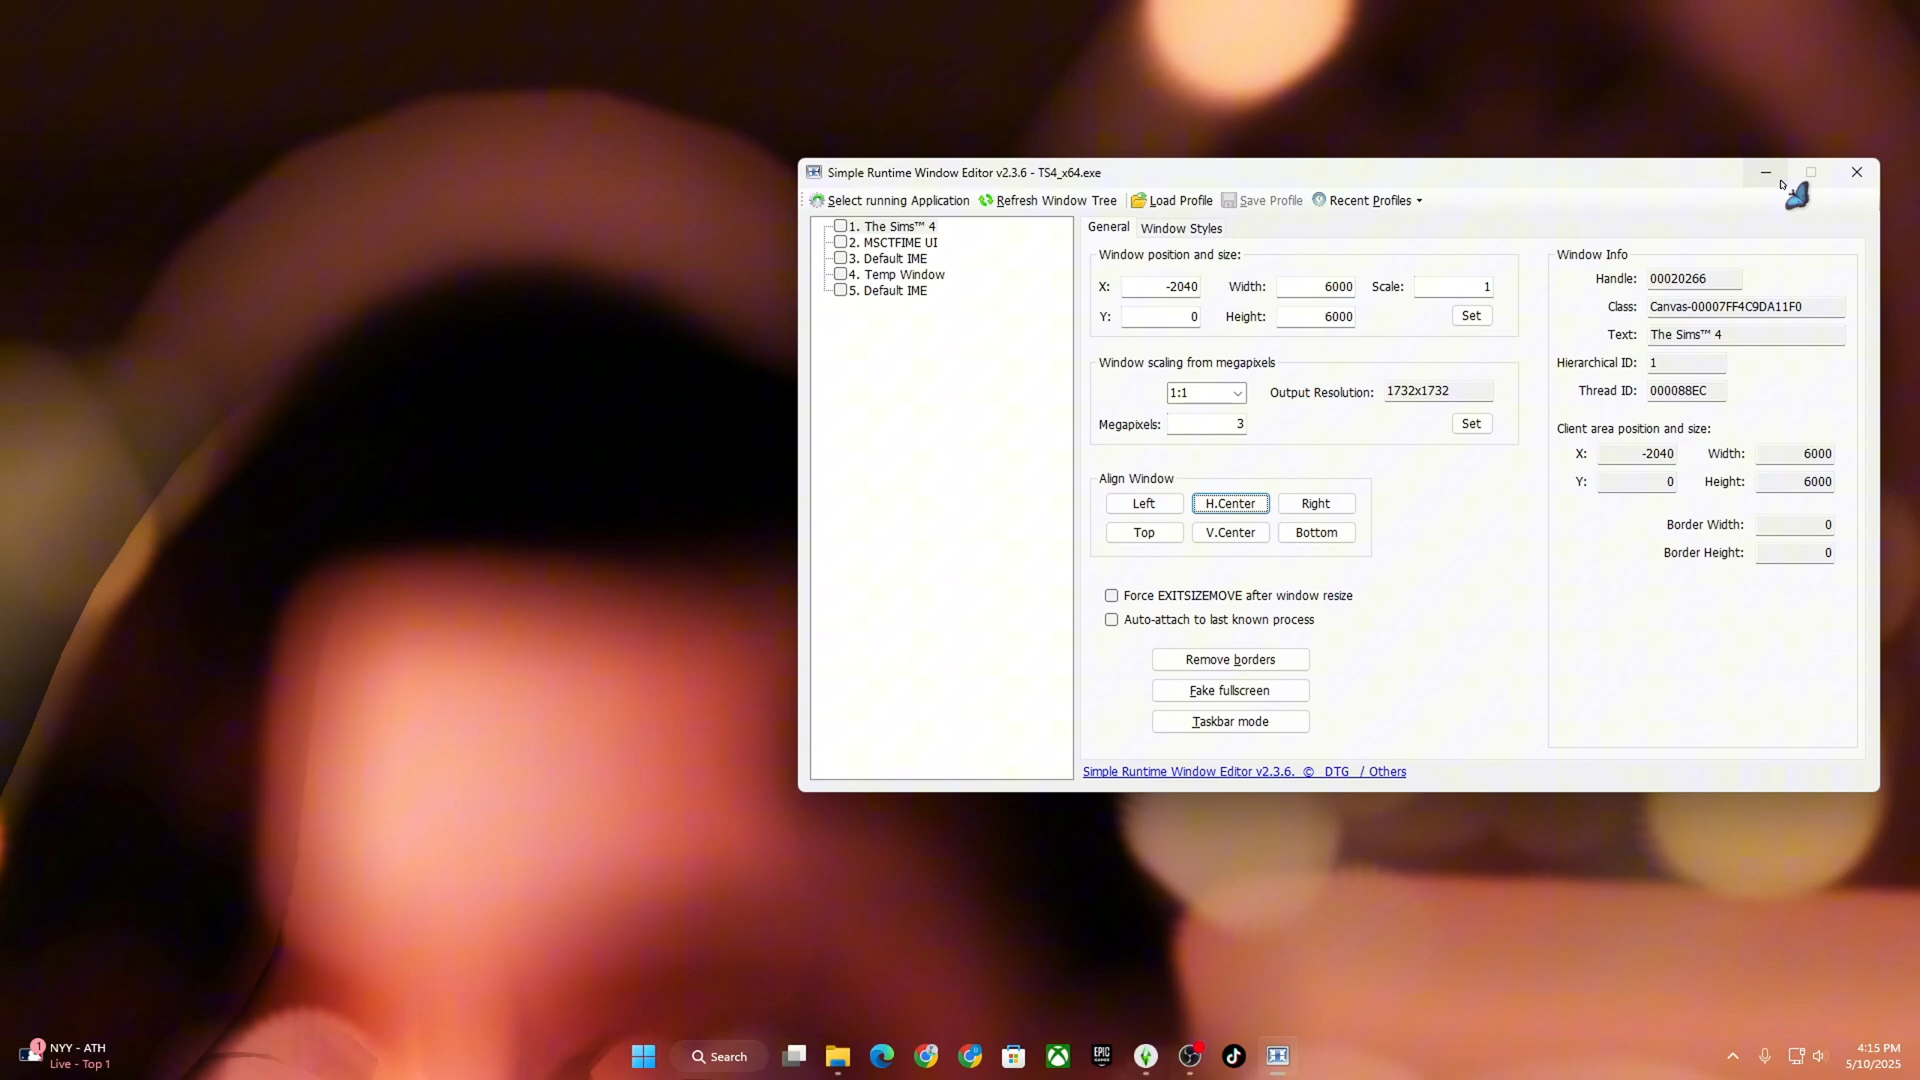 Simple Runtime Window Editor v2.3.6 - TS4_x64.exe
Select running Application Refresh Window Tree Load Profile Save Profile Recent Profiles
1. The Sims™ 4
2. MSCTFIME UI
3. Default IME
4. Temp Window
5. Default IME
General Window Styles
Window position and size:
X: -2040 Width: 6000 Scale: 1
Y: 0 Height: 6000 Set
Window scaling from megapixels
1:1 Output Resolution: 1732x1732
Megapixels: 3 Set
Align Window
Left H.Center Right
Top V.Center Bottom
Force EXITSIZEMOVE after window resize
Auto-attach to last known process
Remove borders
Fake fullscreen
Taskbar mode
Window Info
Handle: 00020266
Class: Canvas-00007FF4C9DA11F0
Text: The Sims™ 4
Hierarchical ID: 1
Thread ID: 000088EC
Client area position and size:
X: -2040 Width: 6000
Y: 0 Height: 6000
Border Width: 0
Border Height: 0
Simple Runtime Window Editor v2.3.6. © DTG / Others
1
NYY - ATH
Live - Top 1
Search
EPIC
GAMES
4:15 PM
5/10/2025